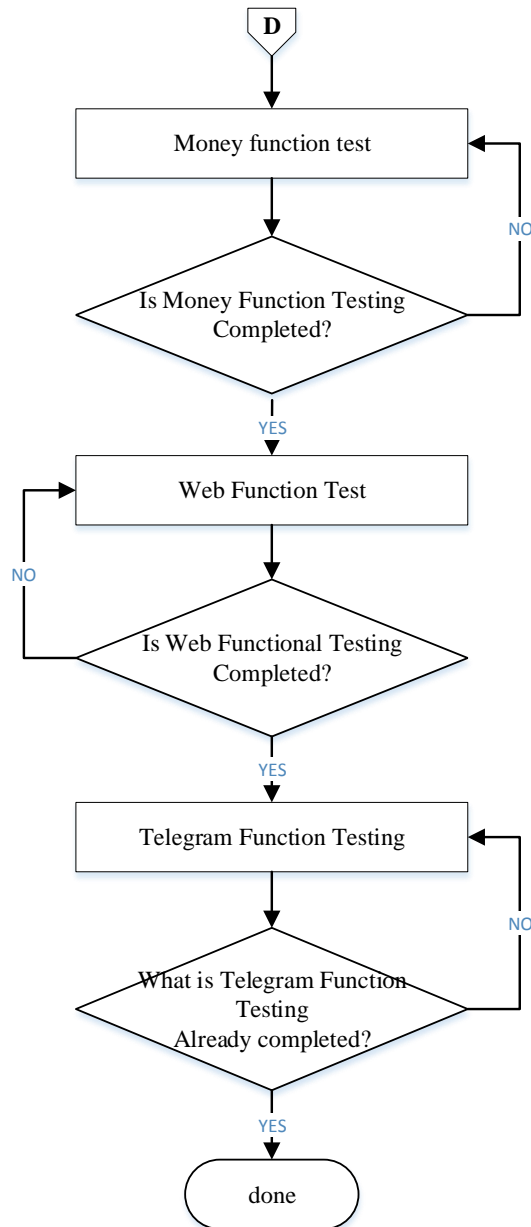 D
Money function test
NO
Is Money Function Testing
Completed?
YES
Web Function Test
NO
Is Web Functional Testing
Completed?
YES
Telegram Function Testing
NO
What is Telegram Function
Testing
Already completed?
YES
done